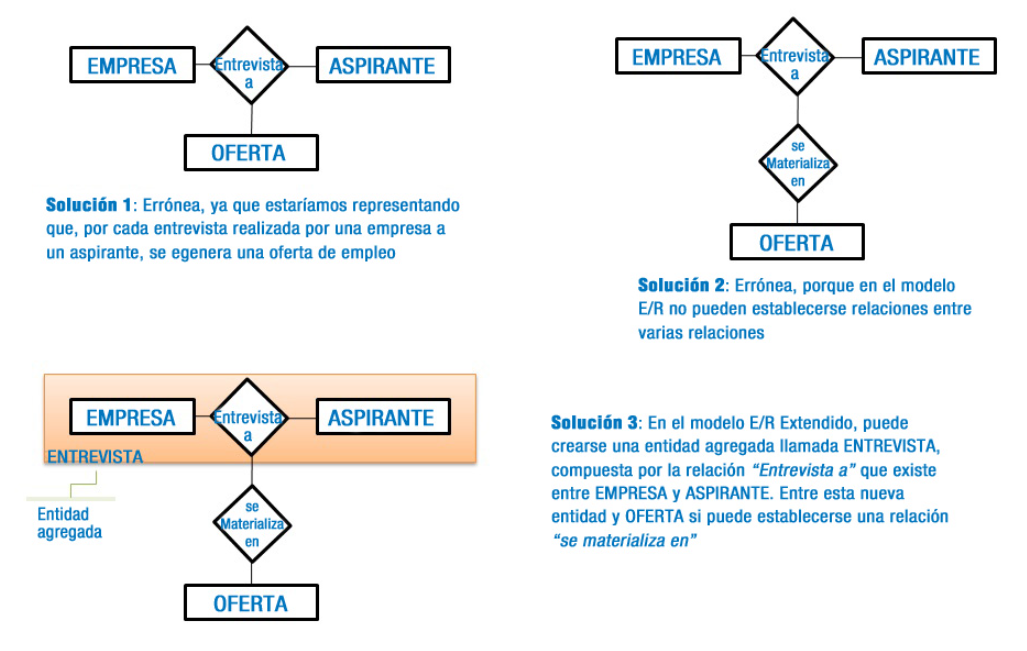 EMPRESA
Entrevista
a
ASPIRANTE
OFERTA
Solución 1: Errónea, ya que estaríamos representando
que, por cada entrevista realizada por una empresa a
un aspirante, se egenera una oferta de empleo
EMPRESA
Entrevista
a
ASPIRANTE
se
Materializa
en
OFERTA
Solución 2: Errónea, porque en el modelo
E/R no pueden establecerse relaciones entre
varias relaciones
EMPRESA
Entrevista
a
ASPIRANTE
ENTREVISTA
Entidad
agregada
se
Materializa
en
OFERTA
Solución 3: En el modelo E/R Extendido, puede
crearse una entidad agregada llamada ENTREVISTA,
compuesta por la relación "Entrevista a" que existe
entre EMPRESA y ASPIRANTE. Entre esta nueva
entidad y OFERTA si puede establecerse una relación
"se materializa en"